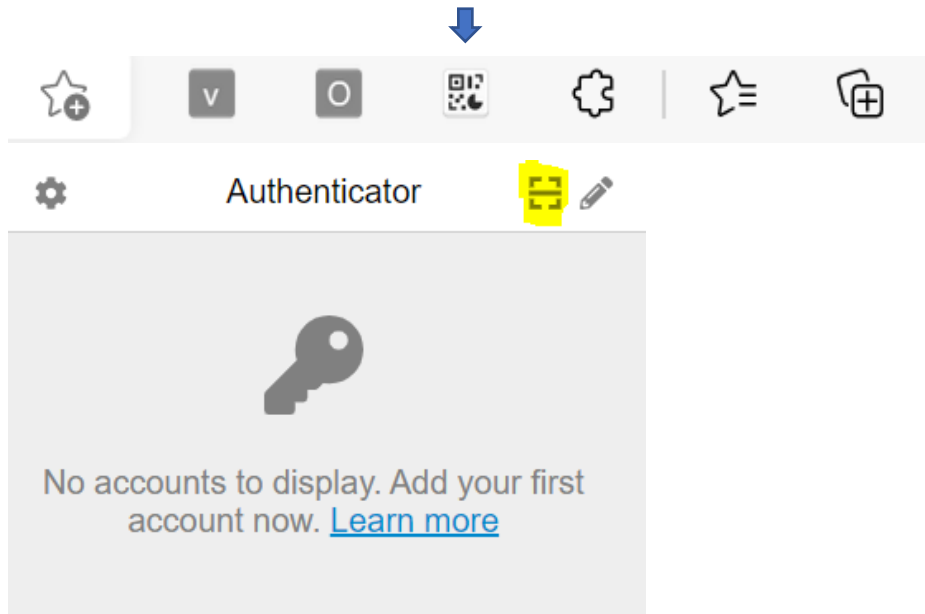 v O
Authenticator
No accounts to display. Add your first
account now. Learn more